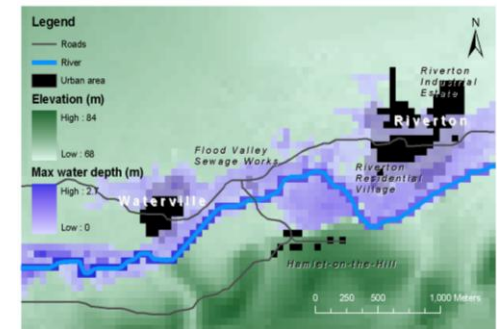 Legend
Roads
River
Urban area
Elevation (m)
High : 84
Low : 68
Max water depth (m)
High : 2.7
Low : 0
N
Riverton
Industrial
Estate
Riverton
Flood Valley
Sewage Works
Riverton
Residential
Village
Waterville
Hamlet-on-the-Hill
0 250 500 1,000 Meters